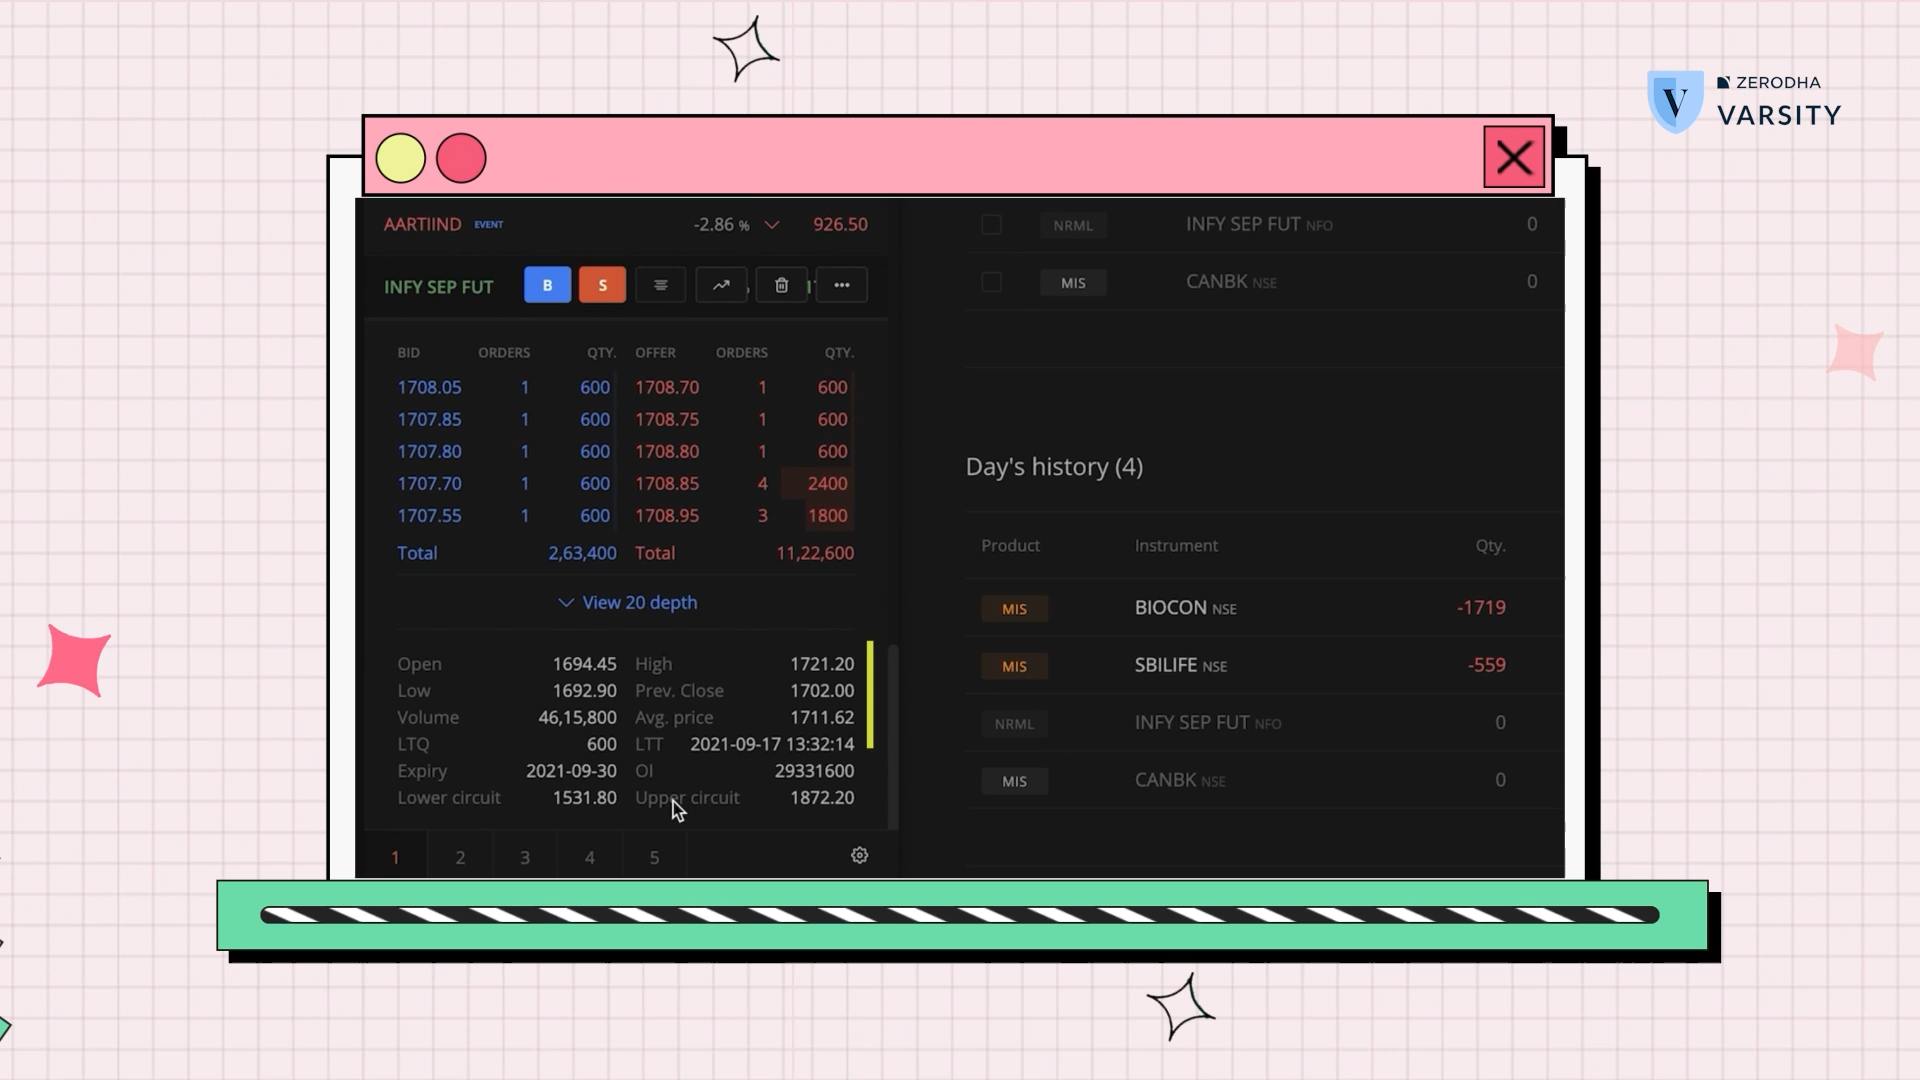 ZERODHA
VARSITY
AARTIIND EVENT -2.86 % 926.50
INFY SEP FUT B S
BID ORDERS QTY. OFFER ORDERS QTY.
1708.05 1 600 1708.70 1 600
1707.85 1 600 1708.75 1 600
1707.80 1 600 1708.80 1 600
1707.70 1 600 1708.85 4 2400
1707.55 1 600 1708.95 3 1800
Total 2,63,400 Total 11,22,600
View 20 depth
Open 1694.45 High 1721.20
Low 1692.90 Prev. Close 1702.00
Volume 46,15,800 Avg. price 1711.62
LTQ 600 LTT 2021-09-17 13:32:14
Expiry 2021-09-30 OI 29331600
Lower circuit 1531.80 Upper circuit 1872.20
1 2 3 4 5
NRML INFY SEP FUT NFO 0
MIS CANBK NSE 0
Day's history (4)
Product Instrument Qty.
MIS BIOCON NSE -1719
MIS SBILIFE NSE -559
NRML INFY SEP FUT NFO 0
MIS CANBK NSE 0